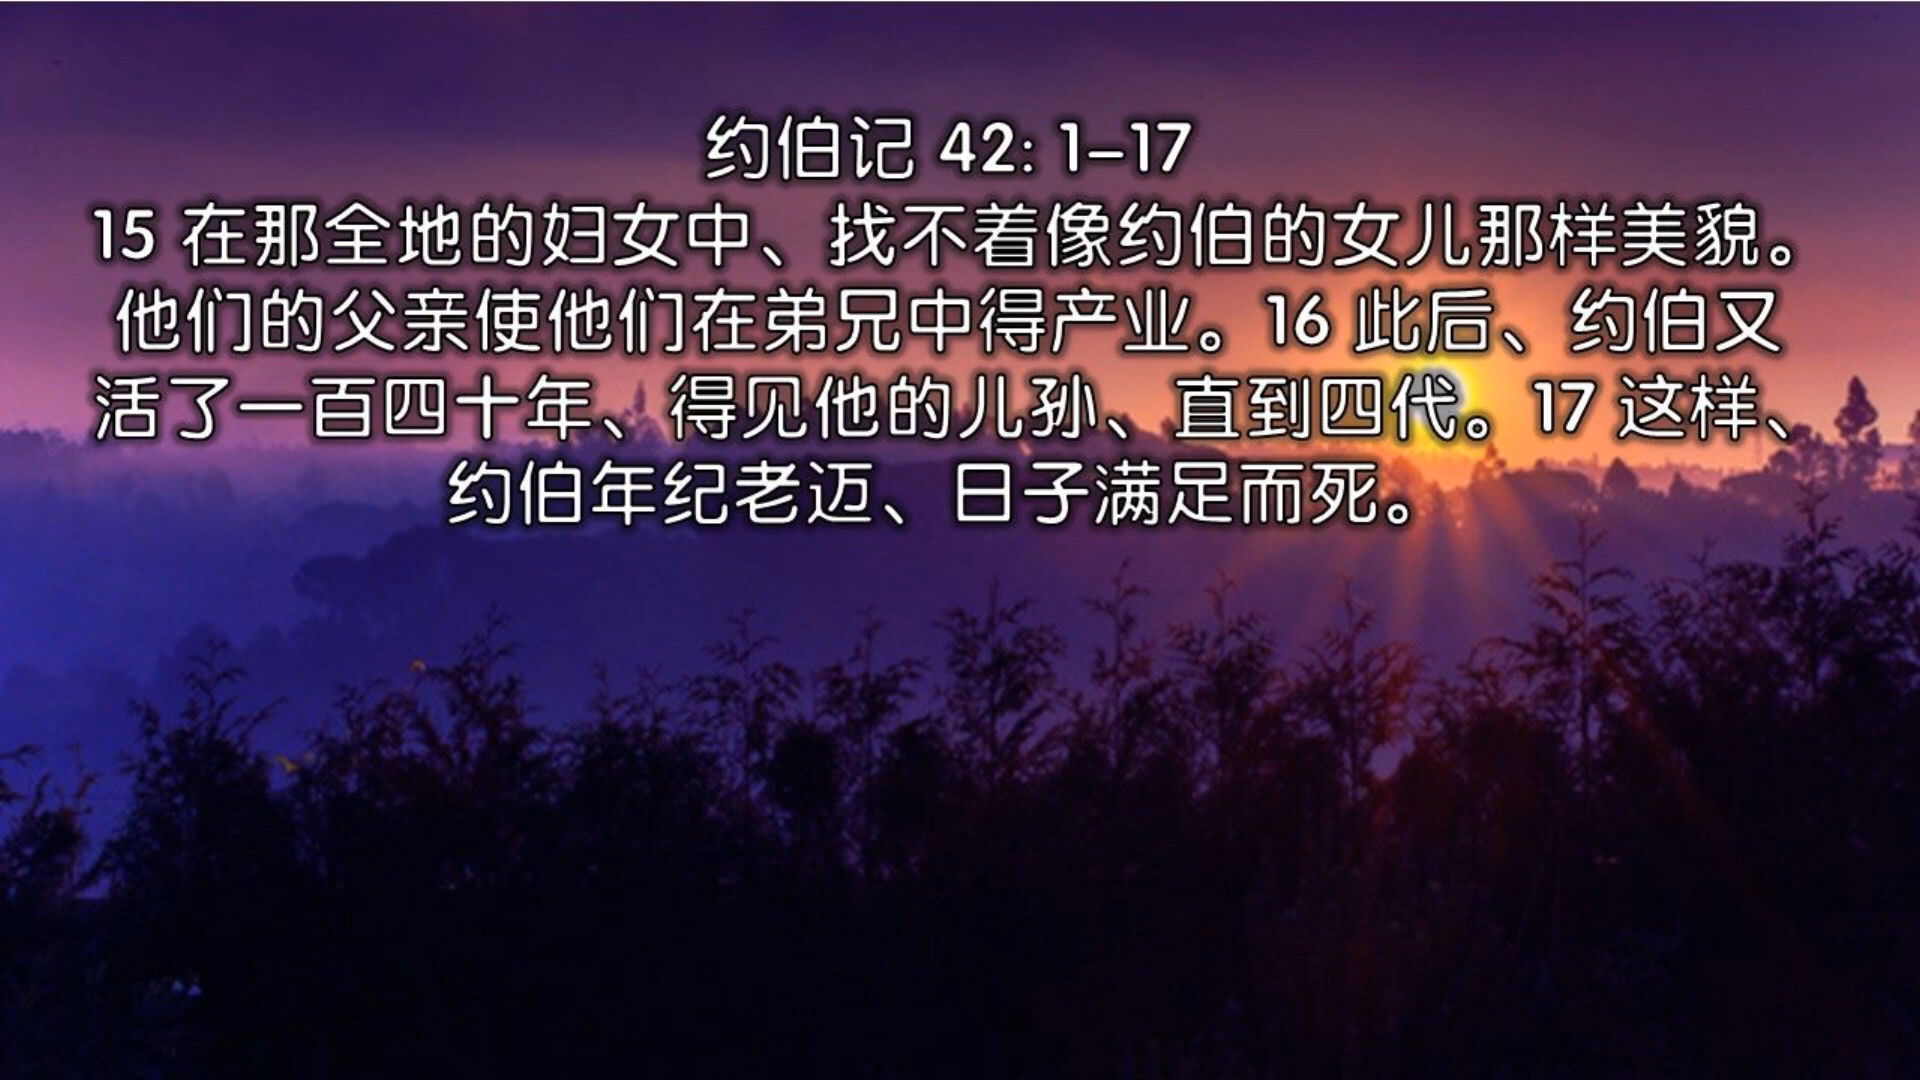 约伯记 42: 1–17
15 在那全地的妇女中、找不着像约伯的女儿那样美貌。
他们的父亲使他们在弟兄中得产业。16 此后、约伯又
活了一百四十年、得见他的儿孙、直到四代。17 这样、
约伯年纪老迈、日子满足而死。